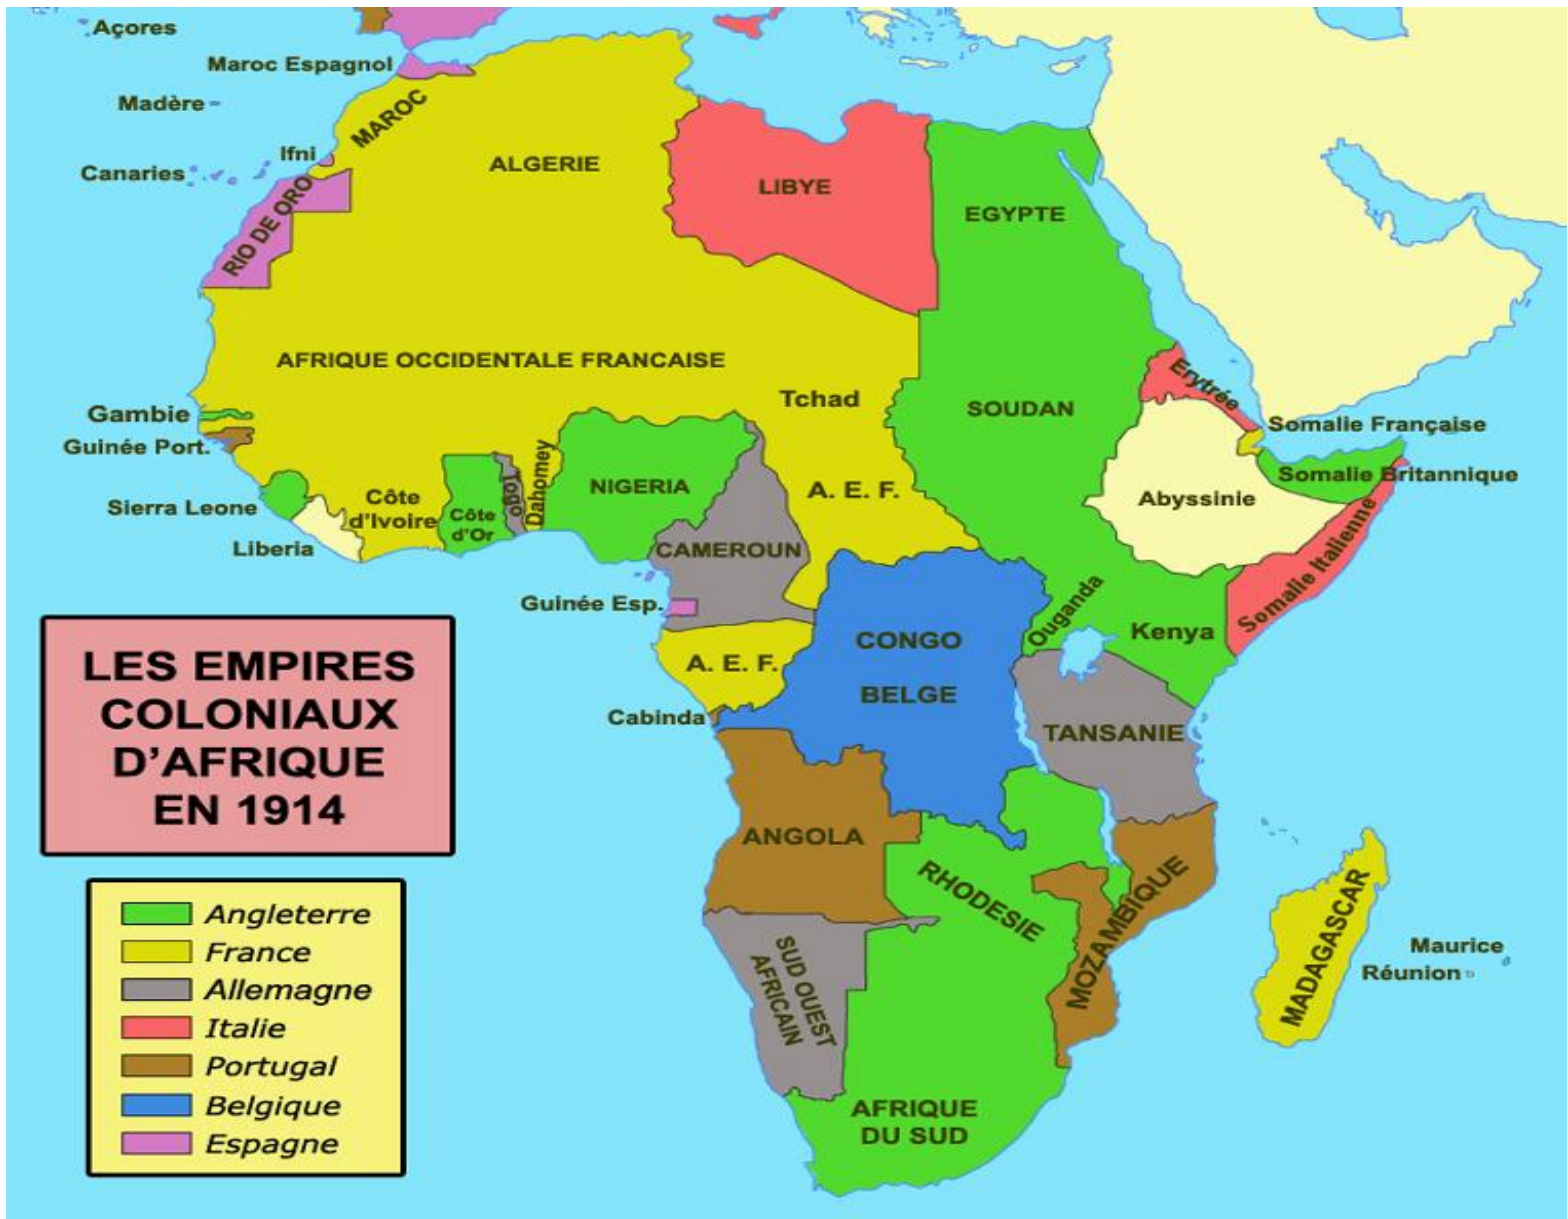 Açores
Maroc Espagnol
Madère
MAROC
Ifni
ALGERIE
Canaries
LIBYE
RIO DE ORO
EGYPTE
AFRIQUE OCCIDENTALE FRANCAISE
Tchad
Erytrée
SOUDAN
Gambie
Somalie Française
Guinée Port.
Dahomey
Somalie Britannique
NIGERIA
A. E. F.
Togo
Abyssinie
Sierra Leone
Côte
d'Ivoire
Côte
d'Or
Liberia
CAMEROUN
Somalie Italienne
Guinée Esp.
Ouganda
Kenya
CONGO
BELGE
A. E. F.
Cabinda
TANSANIE
LES EMPIRES
COLONIAUX
D'AFRIQUE
EN 1914
ANGOLA
RHODESIE
MOZAMBIQUE
MADAGASCAR
Maurice
Réunion
SUD OUEST
AFRICAIN
AFRIQUE
DU SUD
Angleterre
France
Allemagne
Italie
Portugal
Belgique
Espagne